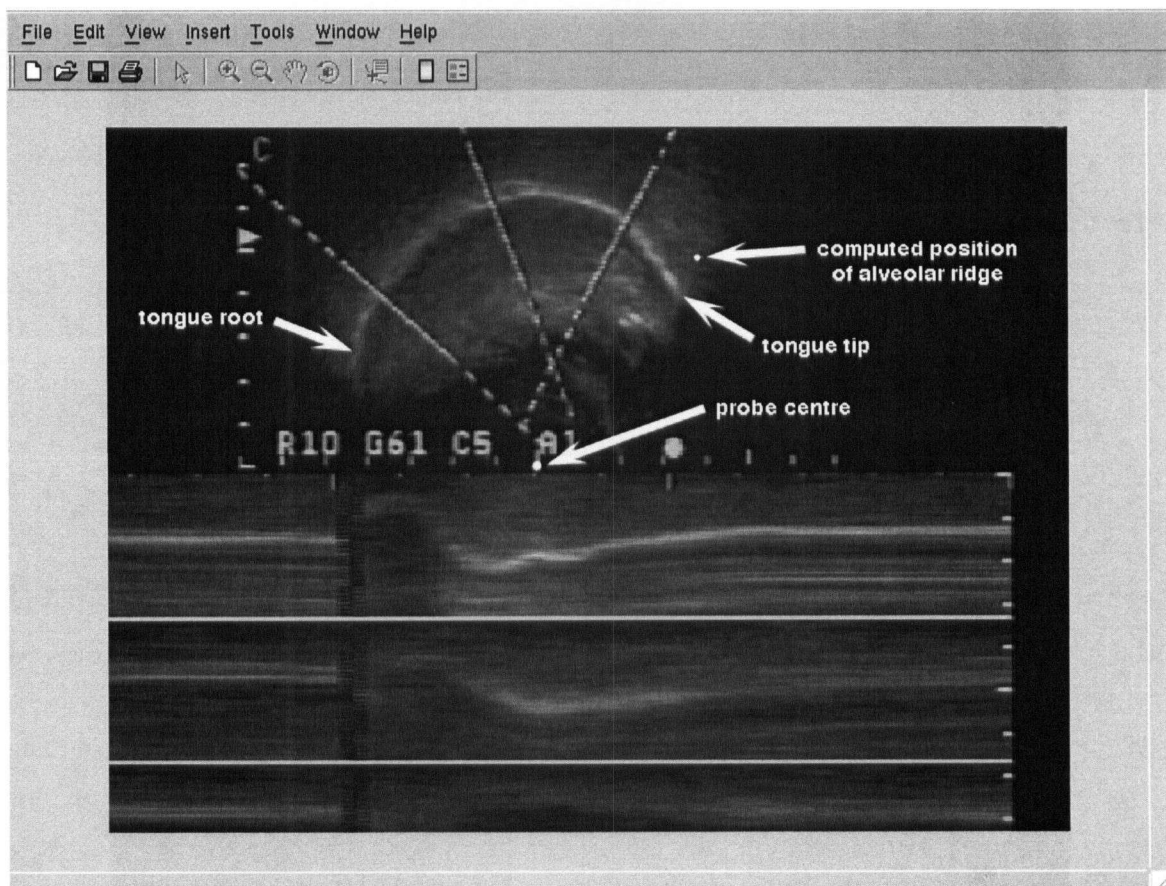 File Edit View Insert Tools Window Help
C
computed position
of alveolar ridge
tongue root
tongue tip
probe centre
R10 G61 C5 A1